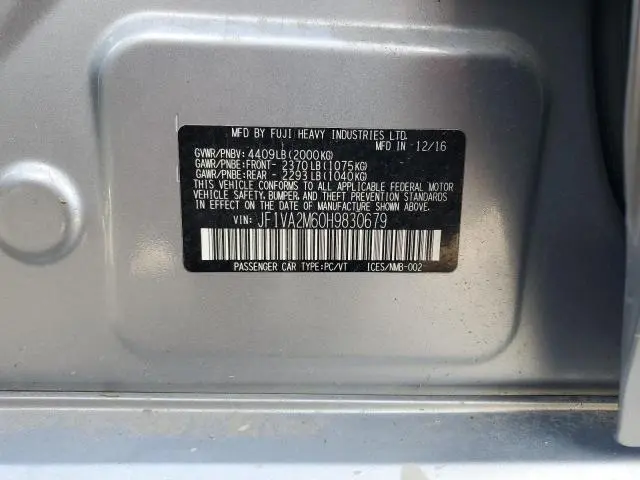 MFD BY FUJI HEAVY INDUSTRIES LTD.
MFD IN 12/16
GVWR/PNBV: 4409LB(2000KG)
GAWR/PNBE:FRONT- 2370LB(1075KG)
GAWR/PNBE:REAR - 2293LB(1040KG)
THIS VEHICLE CONFORMS TO ALL APPLICABLE FEDERAL MOTOR
VEHICLE SAFETY, BUMPER, AND THEFT PREVENTION STANDARDS
IN EFFECT ON THE DATE OF MANUFACTURE SHOWN ABOVE.
VIN: JF1VA2M60H9830679
PASSENGER CAR TYPE:PC/VT ICES/NMB-002